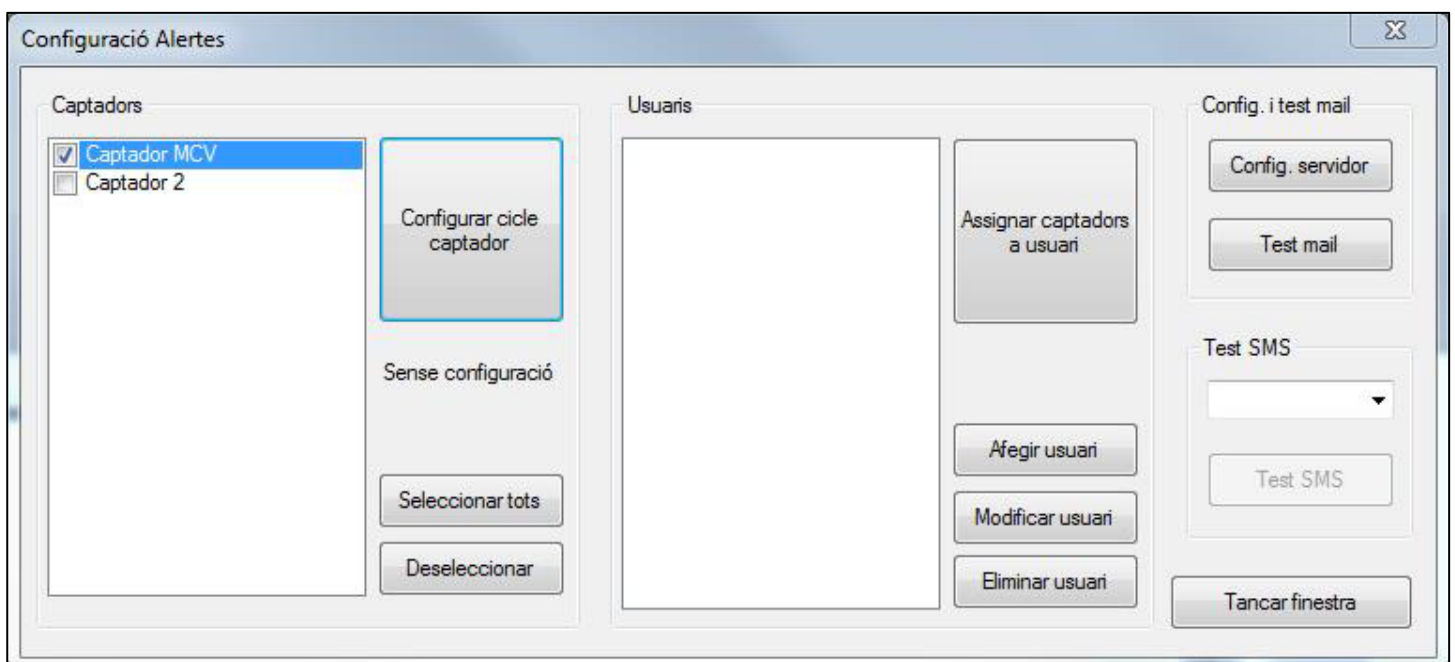 Configuració Alertes
Captadors
Captador MCV
Captador 2
Configurar cicle
captador
Sense configuració
Seleccionar tots
Deseleccionar
Usuaris
Assignar captadors
a usuari
Afegir usuari
Modificar usuari
Eliminar usuari
Config. i test mail
Config. servidor
Test mail
Test SMS
Test SMS
Tancar finestra